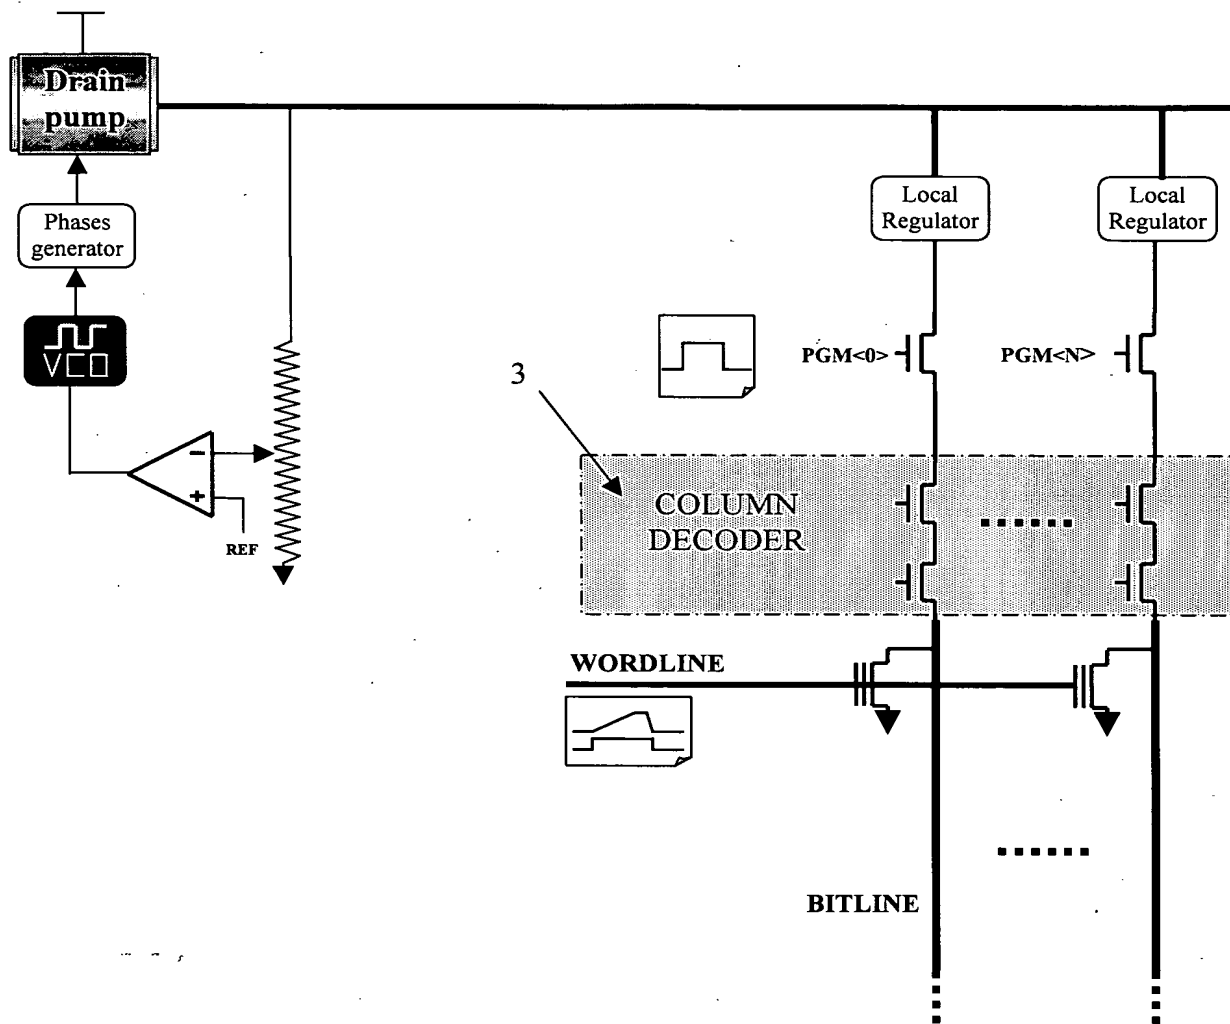 Drain
pump
Local
Regulator
Local
Regulator
Phases
generator
VCO
PGM<0>
PGM<N>
3
−
+
REF
COLUMN
DECODER
WORDLINE
BITLINE